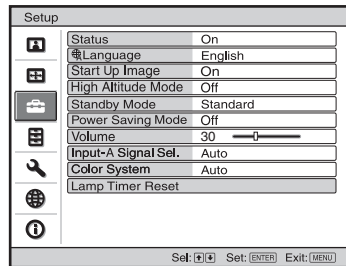 Setup
Status On
Language English
Start Up Image On
High Altitude Mode Off
Standby Mode Standard
Power Saving Mode Off
Volume 30
Input-A Signal Sel. Auto
Color System Auto
Lamp Timer Reset
Sel: Set: ENTER Exit: MENU